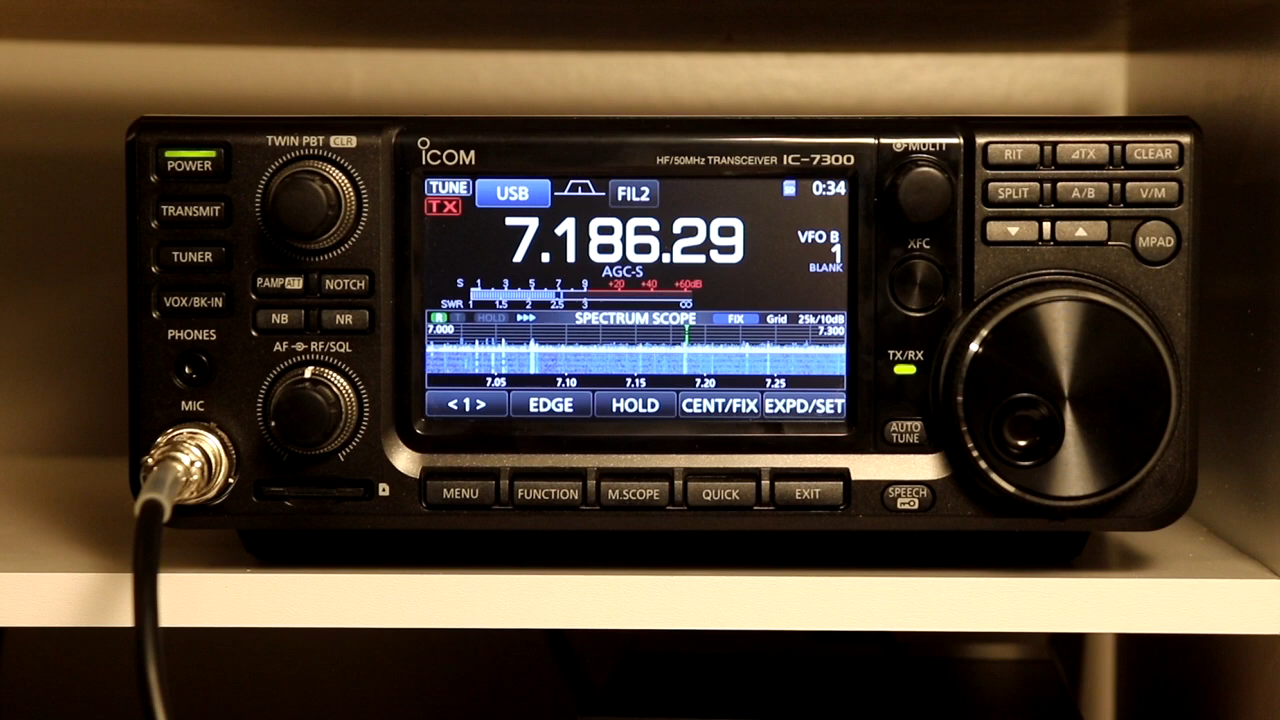 POWER
TRANSMIT
TUNER
VOX/BK-IN
PHONES
MIC
TWIN PBT CLR
P.AMP ATT NOTCH
NB NR
AF RF/SQL
ICOM
HF/50MHz TRANSCEIVER IC-7300
TUNE USB FIL2 0:34
TX
7.186.29
VFO B
1
BLANK
AGC-S
S 1 3 5 7 9 +20 +40 +60dB
SWR 1 1.5 2 2.5 3 ∞
R T HOLD SPECTRUM SCOPE FIX Grid 25k/10dB
7.000 7.300
7.05 7.10 7.15 7.20 7.25
<1> EDGE HOLD CENT/FIX EXPD/SET
MENU FUNCTION M.SCOPE QUICK EXIT
MULTI
XFC
TX/RX
AUTO
TUNE
SPEECH
RIT ⊿TX CLEAR
SPLIT A/B V/M
MPAD